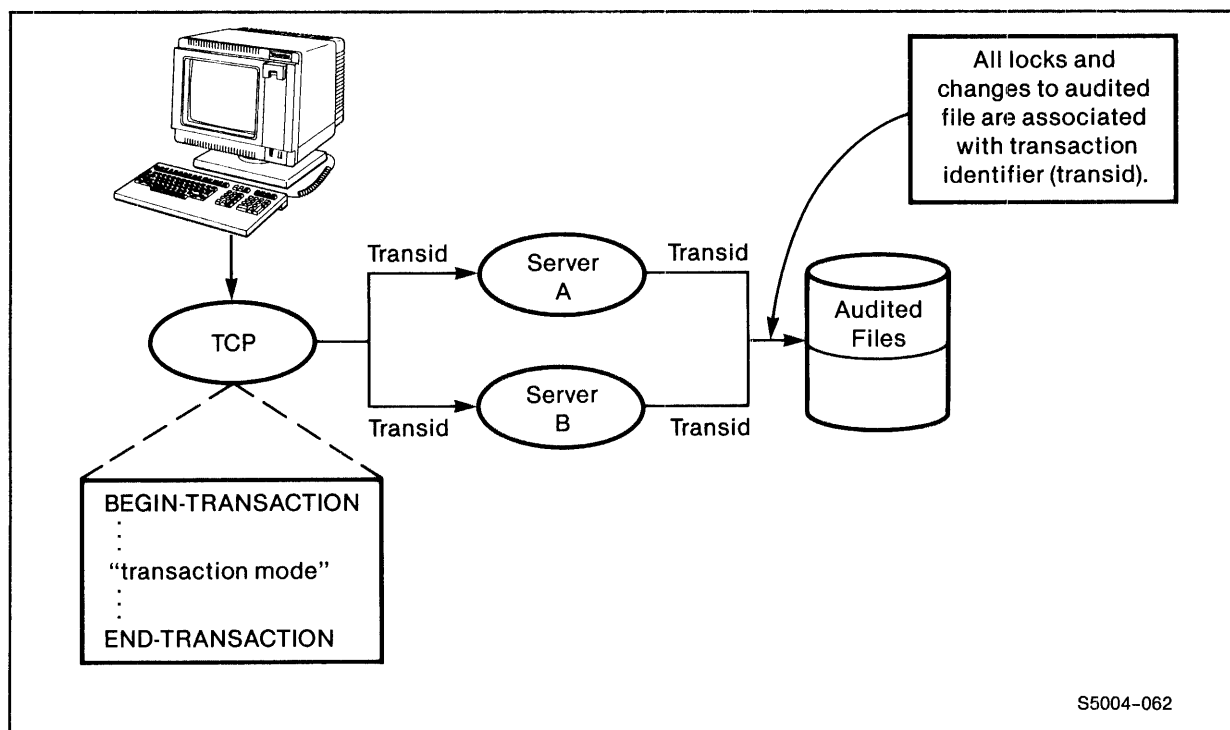 All locks and
changes to audited
file are associated
with transaction
identifier (transid).
Transid
Server
A
Transid
TCP
Audited
Files
Transid
Server
B
Transid
BEGIN-TRANSACTION
“transaction mode”
END-TRANSACTION
S5004-062